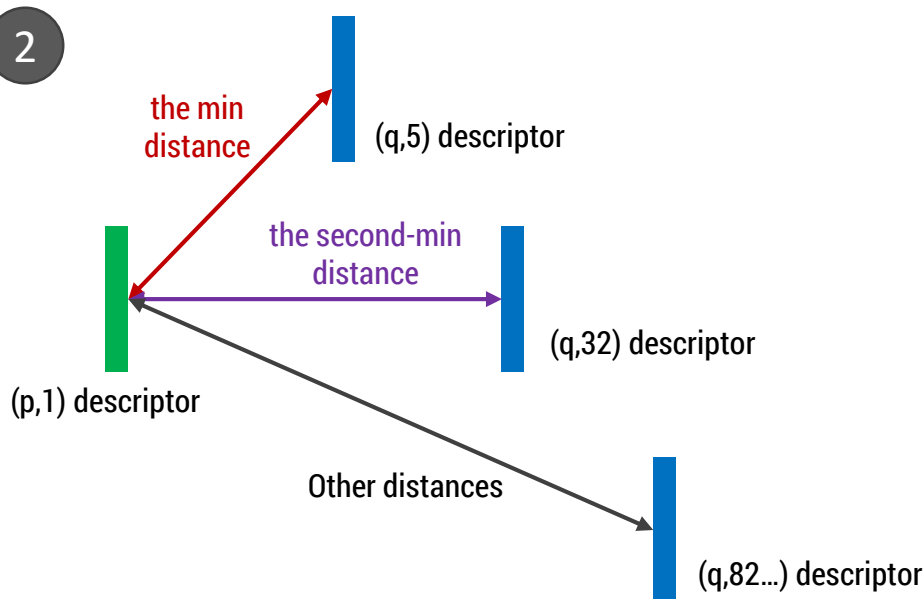 2
the min
distance
(q,5) descriptor
the second-min
distance
(q,32) descriptor
(p,1) descriptor
Other distances
(q,82...) descriptor